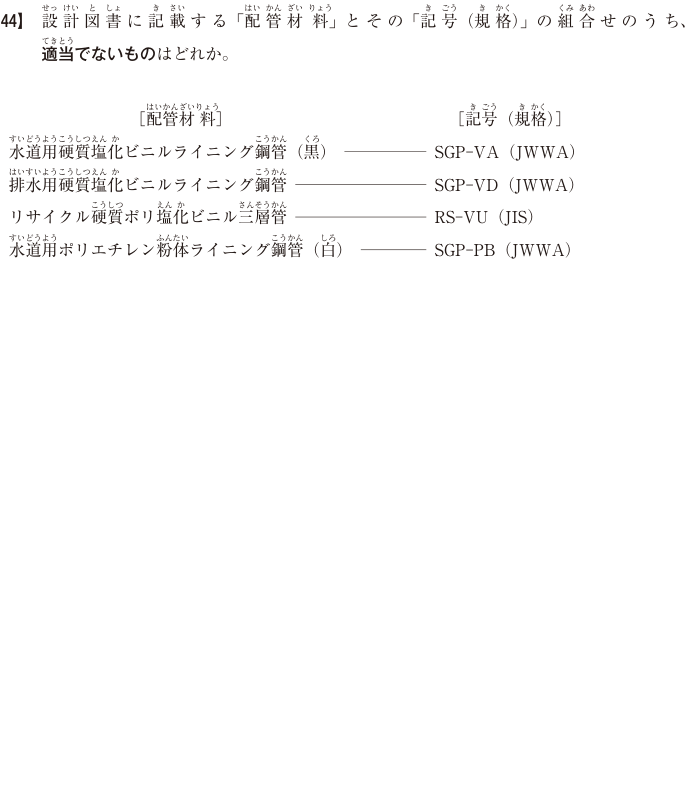 44】 設計図書に記載する「配管材料」とその「記号（規格）」の組合せのうち、
適当でないものはどれか。
［配管材料］ ［記号（規格）］
水道用硬質塩化ビニルライニング鋼管（黒） ――――― SGP-VA（JWWA）
排水用硬質塩化ビニルライニング鋼管 ―――――――― SGP-VD（JWWA）
リサイクル硬質ポリ塩化ビニル三層管 ―――――――― RS-VU（JIS）
水道用ポリエチレン粉体ライニング鋼管（白） ―――― SGP-PB（JWWA）